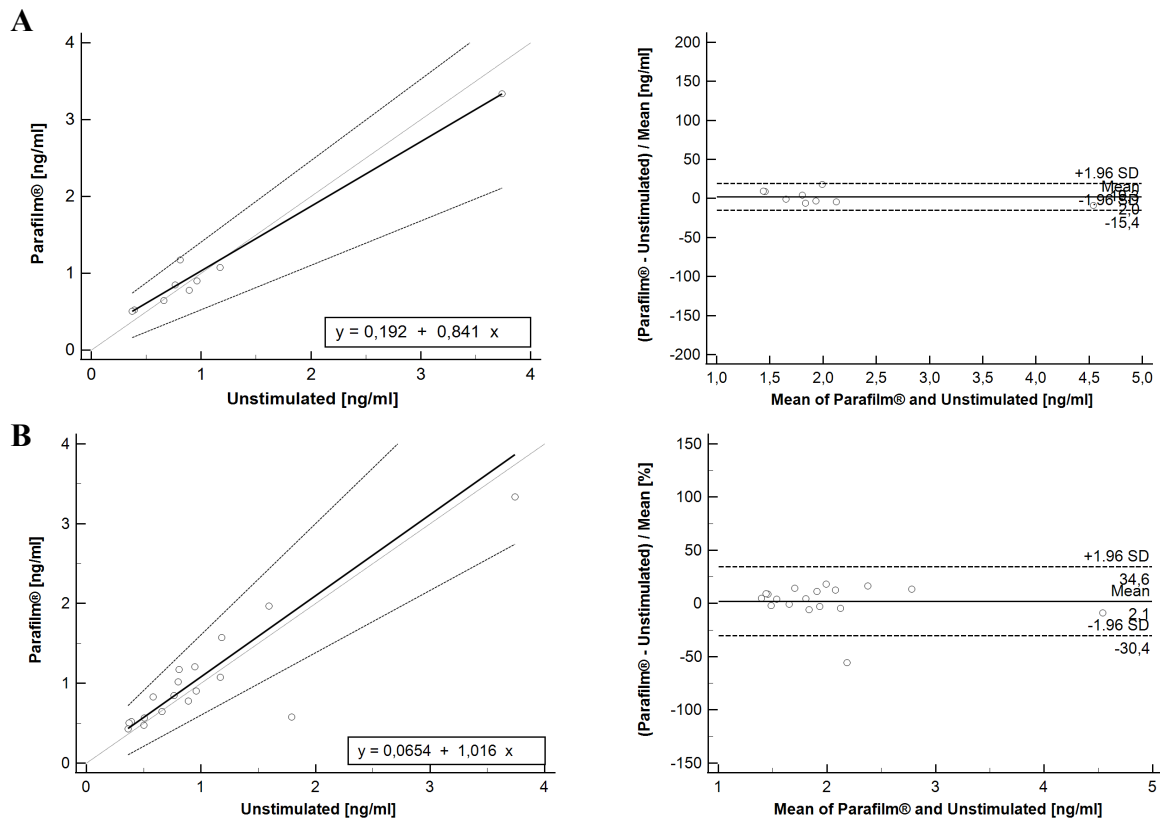 A
Parafilm® [ng/ml]
4
3
2
1
0
y = 0,192 + 0,841 x
0 1 2 3 4
Unstimulated [ng/ml]
(Parafilm® - Unstimulated) / Mean [ng/ml]
200
150
100
50
0
-50
-100
-150
-200
+1.96 SD
Mean
-1.96 SD
2,0
-15,4
1,0 1,5 2,0 2,5 3,0 3,5 4,0 4,5 5,0
Mean of Parafilm® and Unstimulated [ng/ml]
B
Parafilm® [ng/ml]
4
3
2
1
0
y = 0,0654 + 1,016 x
0 1 2 3 4
Unstimulated [ng/ml]
(Parafilm® - Unstimulated) / Mean [%]
150
100
50
0
-50
-100
-150
+1.96 SD
34,6
Mean
2,1
-1.96 SD
-30,4
1 2 3 4 5
Mean of Parafilm® and Unstimulated [ng/ml]